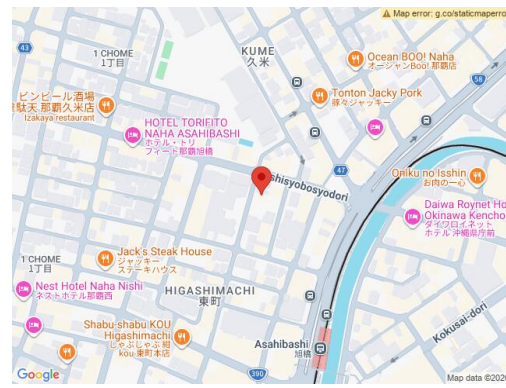 Map error: g.co/staticmaperro
43
1 CHOME
1丁目
KUME
久米
Ocean BOO! Naha
オーシャンBoo! 那覇店
58
ビンビール酒場
駄天 那覇久米店
Izakaya restaurant
Tonton Jacky Pork
豚々ジャッキー
HOTEL TORIFITO
NAHA ASAHIBASHI
ホテル・トリ
フィート那覇旭橋
47
shisyobosyodori
Oniku no Isshin
お肉の一心
Daiwa Roynet Ho
Okinawa Kencho
ダイワロイネット
ホテル 沖縄県庁前
Jack's Steak House
ジャッキー
ステーキハウス
CHOME
1丁目
Nest Hotel Naha Nishi
ネストホテル那覇西
HIGASHIMACHI
東町
Kokusai-dori
Shabu-shabu KOU
Higashimachi
しゃぶしゃぶ 紅
kou 東町本店
Asahibashi
旭橋
390
Google
Map data ©2026